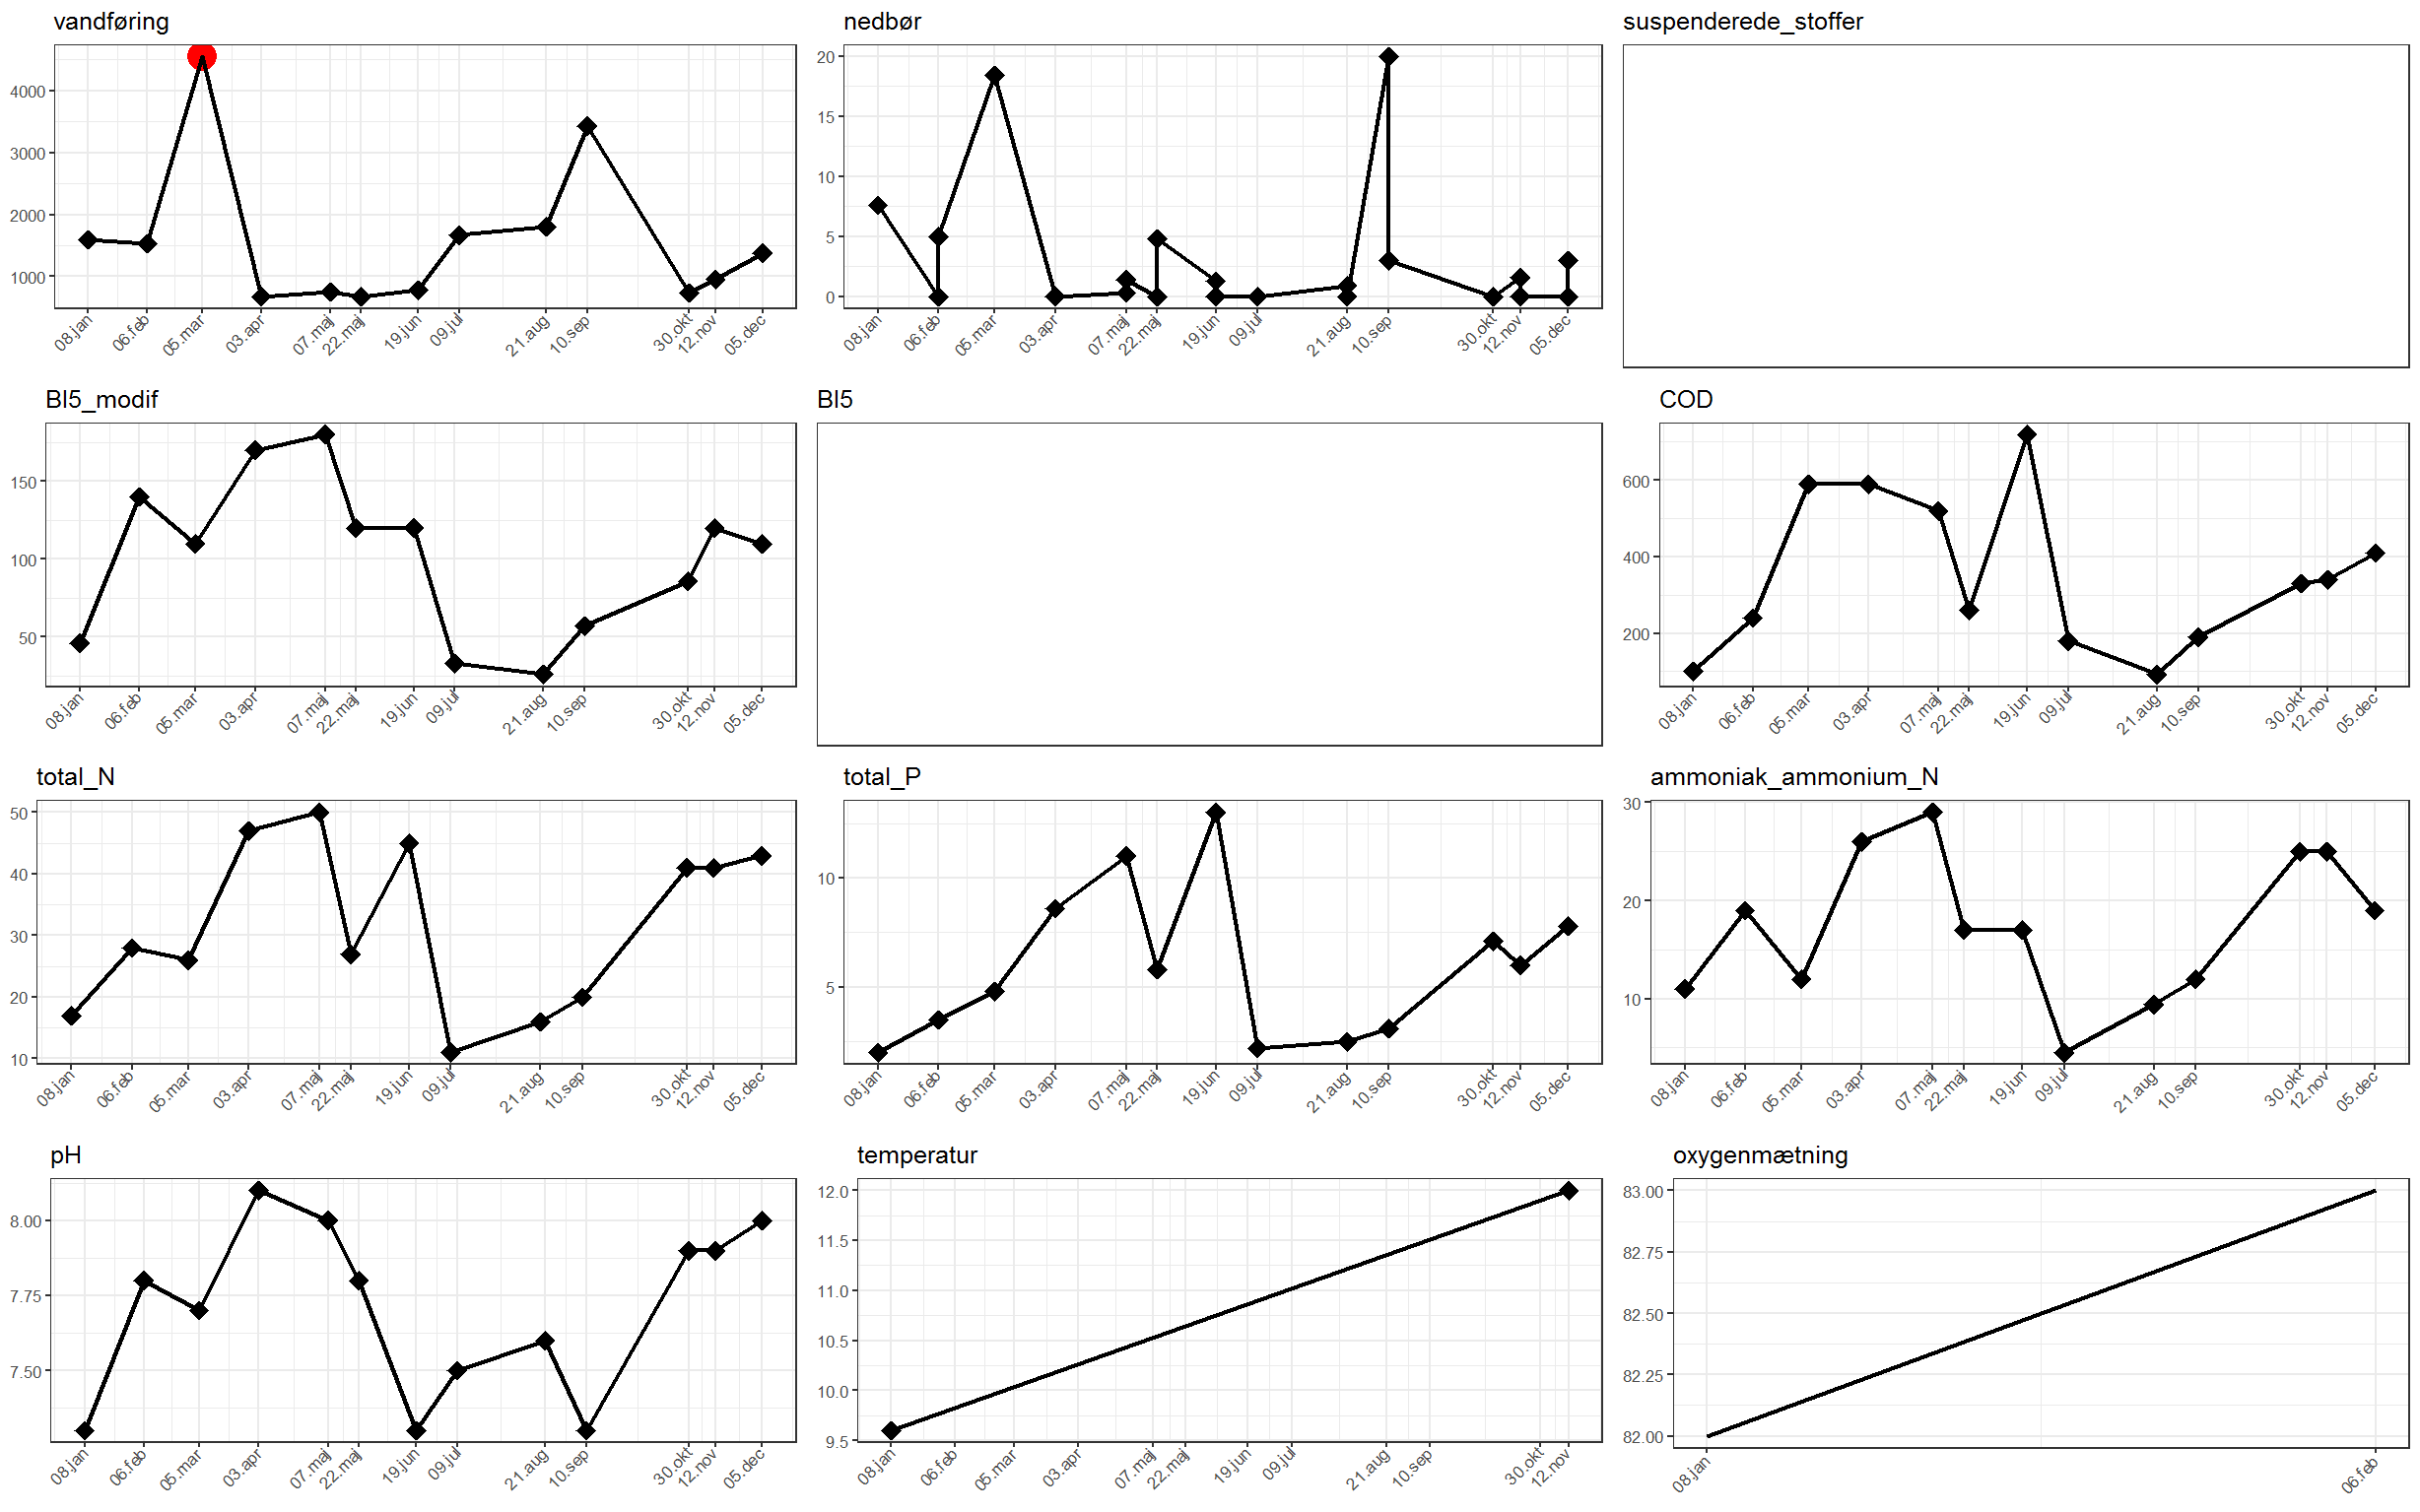 vandføring
nedbør
suspenderede_stoffer
4000
3000
2000
1000
08.jan
06.feb
05.mar
03.apr
07.maj
22.maj
19.jun
09.jul
21.aug
10.sep
30.okt
12.nov
05.dec
20
15
10
5
0
08.jan
06.feb
05.mar
03.apr
07.maj
22.maj
19.jun
09.jul
21.aug
10.sep
30.okt
12.nov
05.dec
BI5_modif
BI5
COD
150
100
50
08.jan
06.feb
05.mar
03.apr
07.maj
22.maj
19.jun
09.jul
21.aug
10.sep
30.okt
12.nov
05.dec
600
400
200
08.jan
06.feb
05.mar
03.apr
07.maj
22.maj
19.jun
09.jul
21.aug
10.sep
30.okt
12.nov
05.dec
total_N
total_P
ammoniak_ammonium_N
50
40
30
20
10
08.jan
06.feb
05.mar
03.apr
07.maj
22.maj
19.jun
09.jul
21.aug
10.sep
30.okt
12.nov
05.dec
10
5
08.jan
06.feb
05.mar
03.apr
07.maj
22.maj
19.jun
09.jul
21.aug
10.sep
30.okt
12.nov
05.dec
30
20
10
08.jan
06.feb
05.mar
03.apr
07.maj
22.maj
19.jun
09.jul
21.aug
10.sep
30.okt
12.nov
05.dec
pH
temperatur
oxygenmætning
8.00
7.75
7.50
08.jan
06.feb
05.mar
03.apr
07.maj
22.maj
19.jun
09.jul
21.aug
10.sep
30.okt
12.nov
05.dec
12.0
11.5
11.0
10.5
10.0
9.5
08.jan
06.feb
05.mar
03.apr
07.maj
22.maj
19.jun
09.jul
21.aug
10.sep
30.okt
12.nov
83.00
82.75
82.50
82.25
82.00
08.jan
06.feb